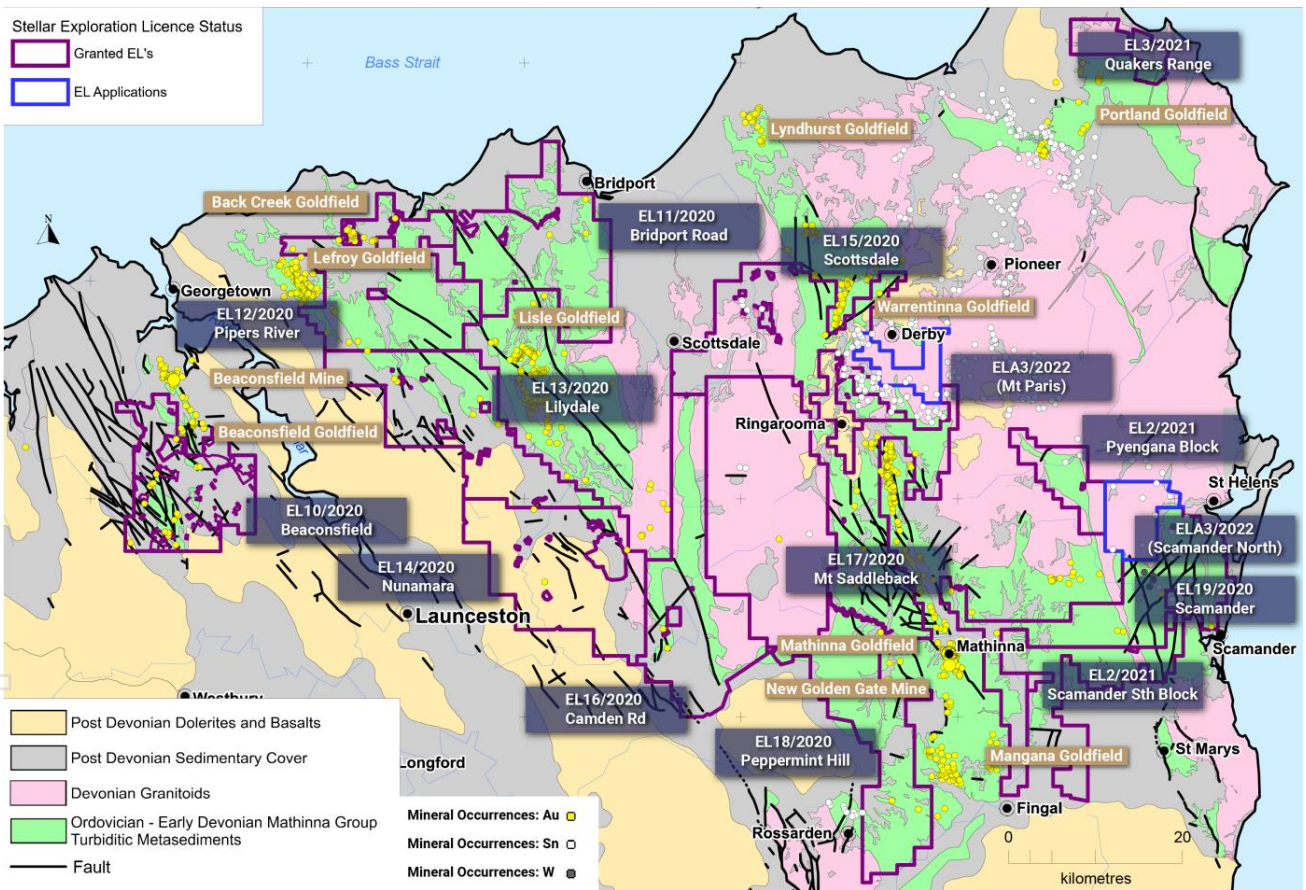 Stellar Exploration Licence Status
Granted EL's
EL Applications
Bass Strait
EL3/2021
Quakers Range
Portland Goldfield
Lyndhurst Goldfield
Bridport
Back Creek Goldfield
EL11/2020
Bridport Road
N
Lefroy Goldfield
EL15/2020
Scottsdale
Pioneer
Georgetown
EL12/2020
Pipers River
Lisle Goldfield
Warrentinna Goldfield
Scottsdale
Derby
Beaconsfield Mine
EL13/2020
Lilydale
ELA3/2022
(Mt Paris)
Beaconsfield Goldfield
Ringarooma
EL2/2021
Pyengana Block
St Helens
EL10/2020
Beaconsfield
ELA3/2022
(Scamander North)
EL14/2020
Nunamara
EL17/2020
Mt Saddleback
EL19/2020
Scamander
Launceston
Mathinna Goldfield
Mathinna
Scamander
New Golden Gate Mine
EL2/2021
Scamander Sth Block
Westbury
EL16/2020
Camden Rd
EL18/2020
Peppermint Hill
Mangana Goldfield
St Marys
Longford
Fingal
Rossarden
Post Devonian Dolerites and Basalts
Post Devonian Sedimentary Cover
Devonian Granitoids
Ordovician - Early Devonian Mathinna Group
Turbiditic Metasediments
Fault
Mineral Occurrences: Au
Mineral Occurrences: Sn
Mineral Occurrences: W
0 20
kilometres